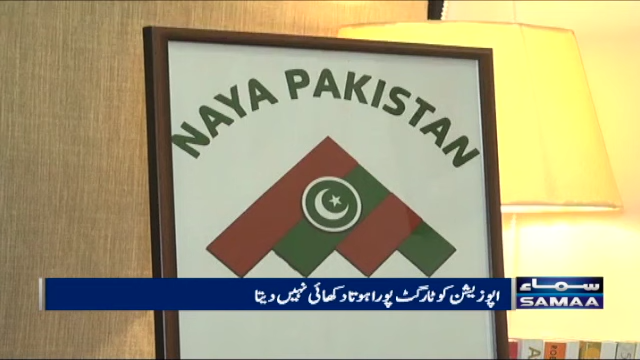 NAYA PAKISTAN
اپوزیشن کو ٹارگٹ پورا ہوتا دکھائی نہیں دیتا
سماء
SAMAA